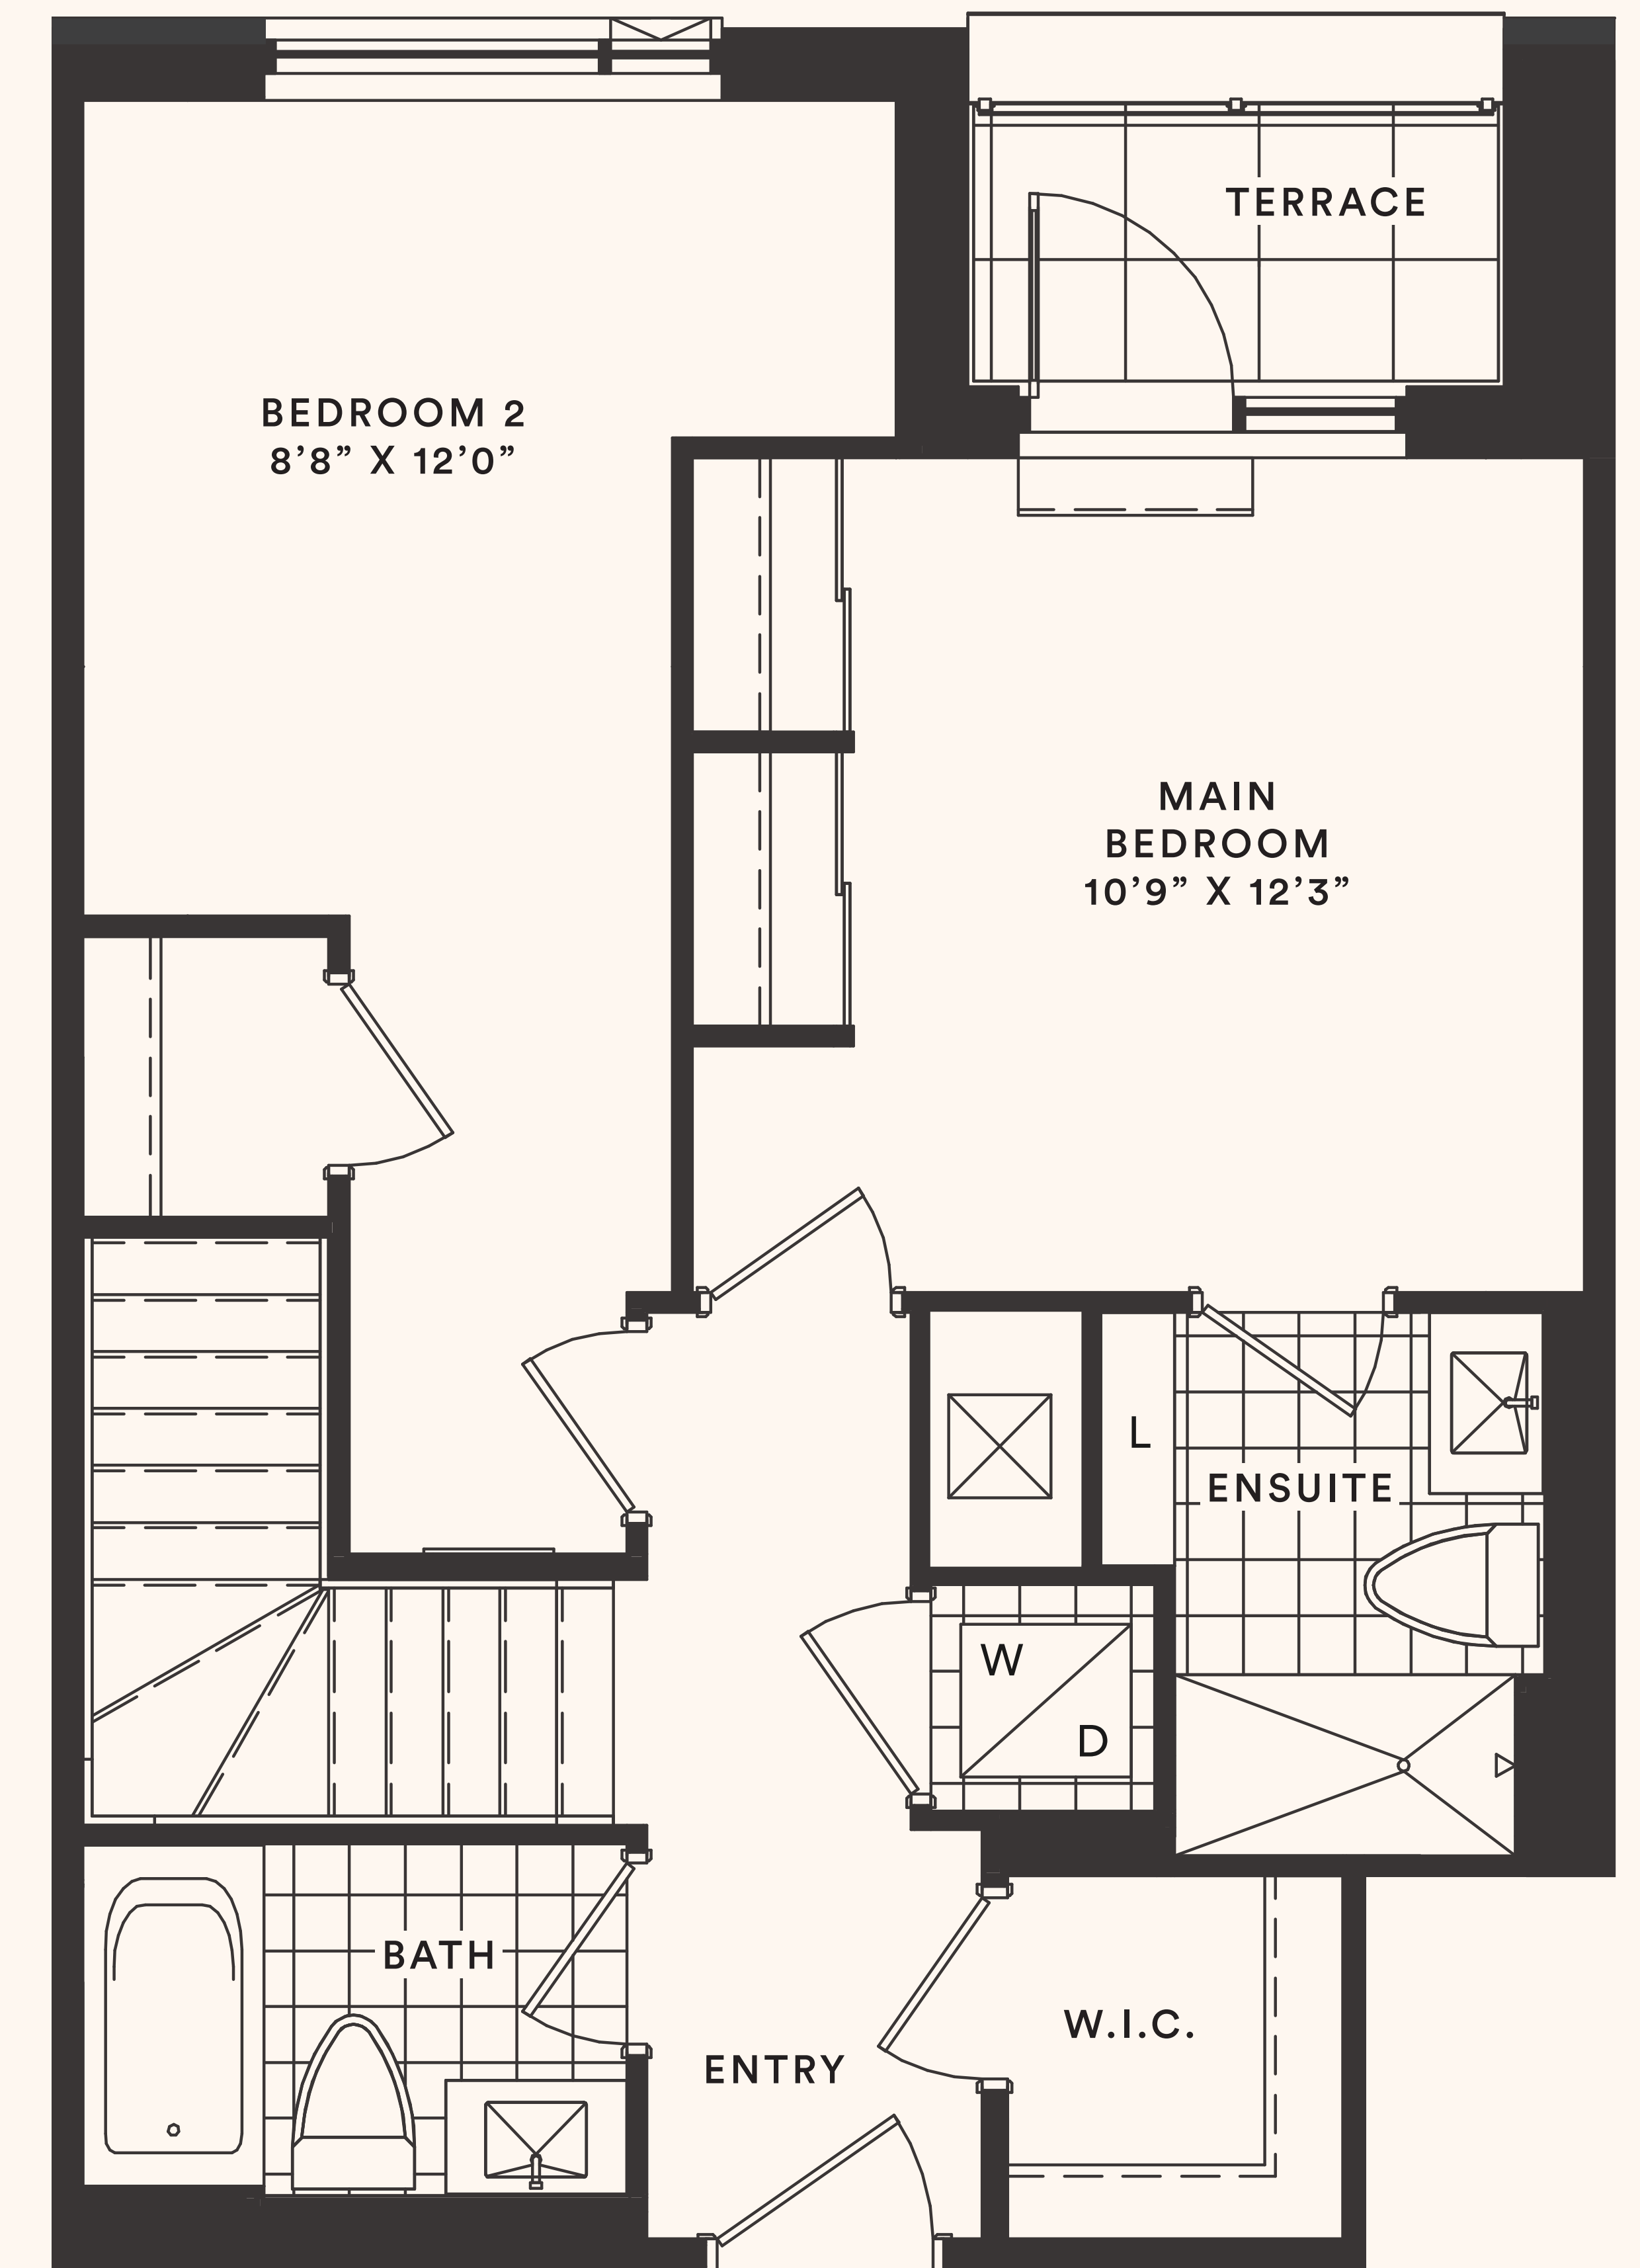 TERRACE
BEDROOM 2
8’8” X 12’0”
MAIN
BEDROOM
10’9” X 12’3”
L
ENSUITE
W
D
BATH
W.I.C.
ENTRY